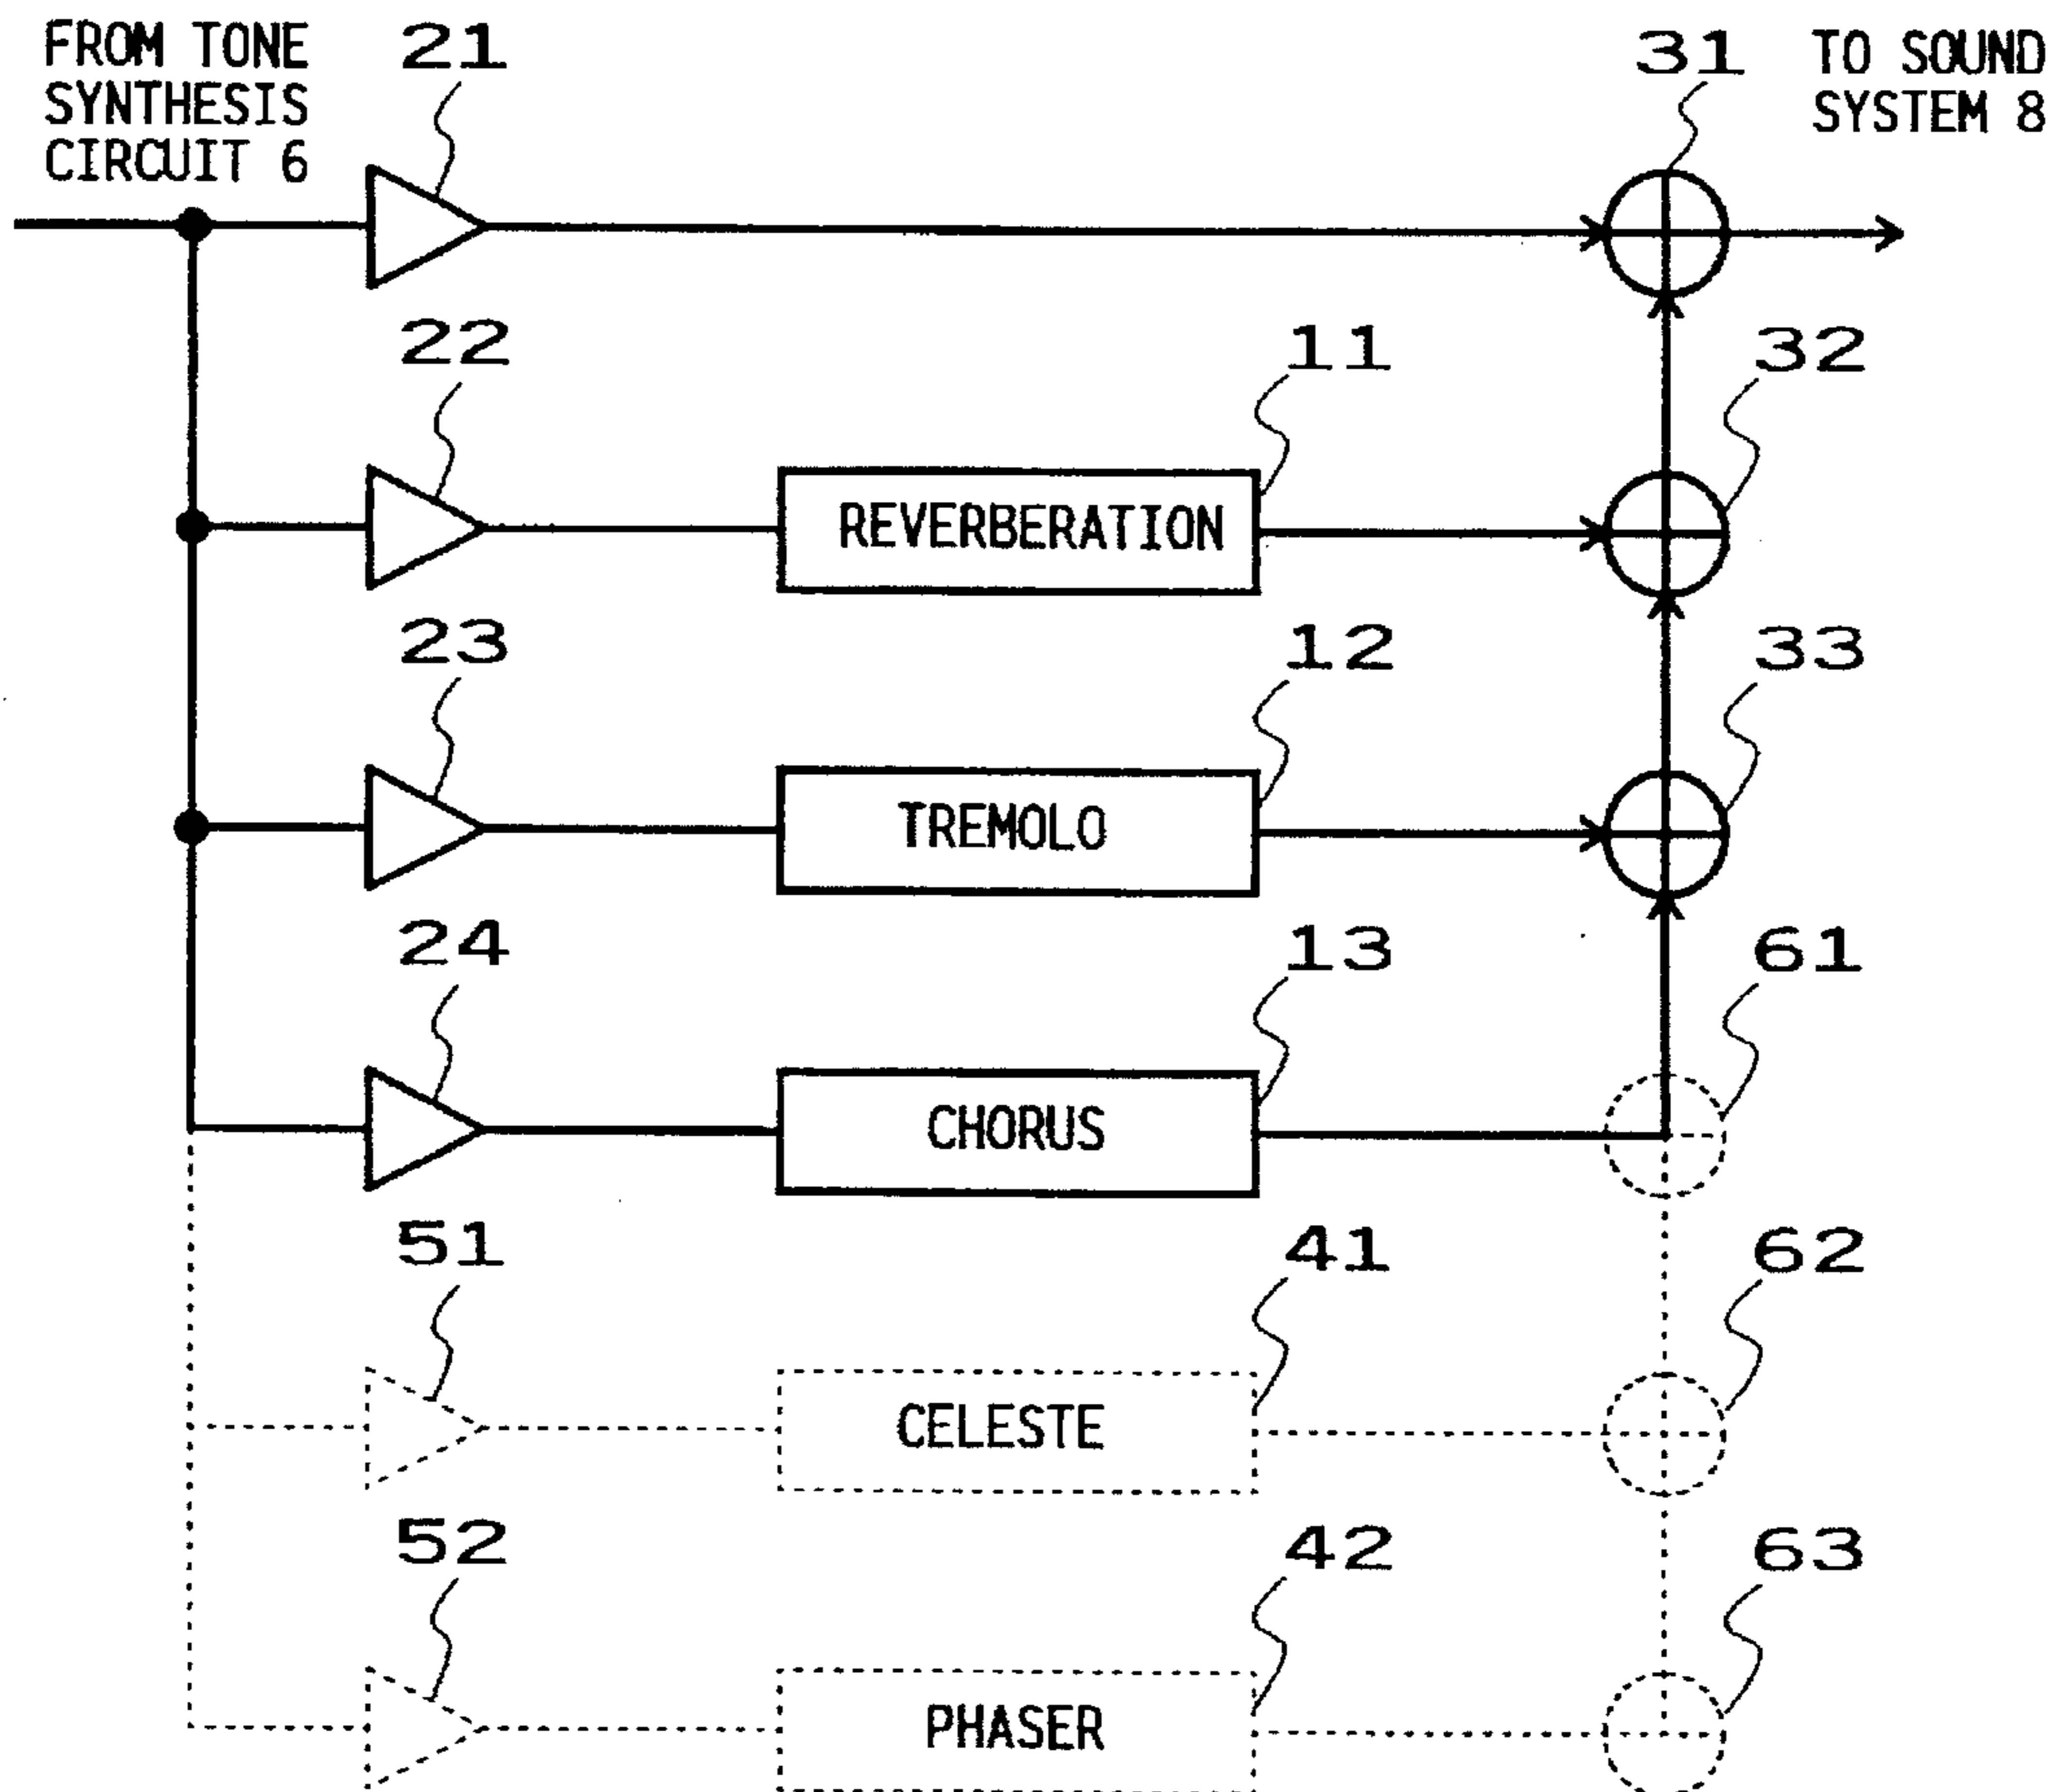 FROM TONE
SYNTHESIS
CIRCUIT 6
21
31
TO SOUND
SYSTEM 8
22
11
32
REVERBERATION
23
12
33
TREMOLO
24
13
61
CHORUS
51
41
62
CELESTE
52
42
63
PHASER